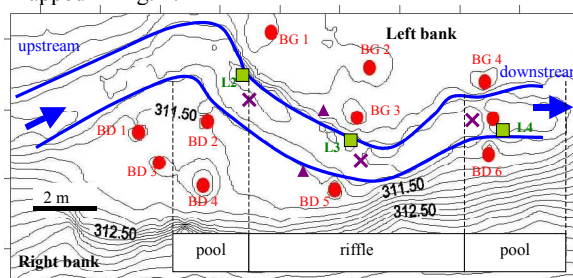 upstream
BG 1
Left bank
BG 2
BG 4
L2
downstream
311.50
BG 3
BD 1
BD 2
L3
L4
BD 3
BD 4
BD 5
BD 6
2 m
311.50
312.50
312.50
Right bank
pool
riffle
pool